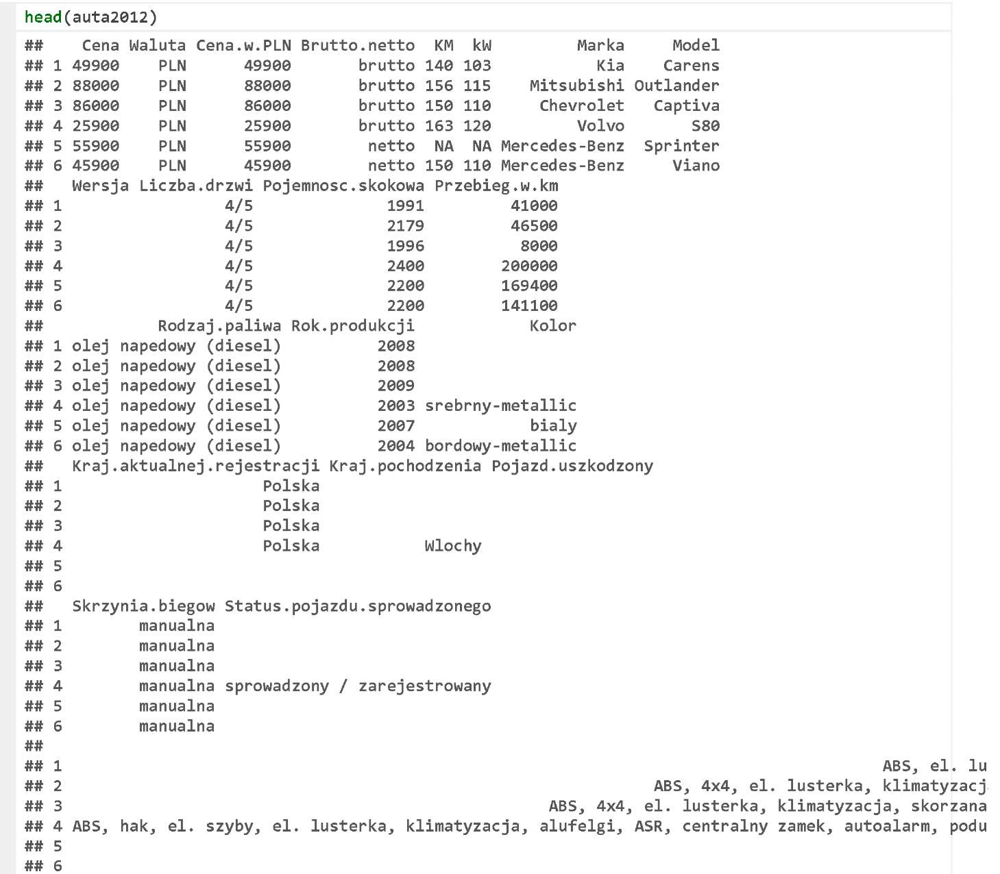 head(auta2012)
##    Cena Waluta Cena.w.PLN Brutto.netto  KM  kW         Marka     Model
## 1 49900    PLN      49900       brutto 140 103           Kia    Carens
## 2 88000    PLN      88000       brutto 156 115    Mitsubishi Outlander
## 3 86000    PLN      86000       brutto 150 110     Chevrolet   Captiva
## 4 25900    PLN      25900       brutto 163 120         Volvo       S80
## 5 55900    PLN      55900        netto  NA  NA Mercedes-Benz  Sprinter
## 6 45900    PLN      45900        netto 150 110 Mercedes-Benz     Viano
##   Wersja Liczba.drzwi Pojemnosc.skokowa Przebieg.w.km
## 1                 4/5              1991         41000
## 2                 4/5              2179         46500
## 3                 4/5              1996          8000
## 4                 4/5              2400        200000
## 5                 4/5              2200        169400
## 6                 4/5              2200        141100
##            Rodzaj.paliwa Rok.produkcji            Kolor
## 1 olej napedowy (diesel)          2008
## 2 olej napedowy (diesel)          2008
## 3 olej napedowy (diesel)          2009
## 4 olej napedowy (diesel)          2003 srebrny-metallic
## 5 olej napedowy (diesel)          2007            bialy
## 6 olej napedowy (diesel)          2004 bordowy-metallic
##   Kraj.aktualnej.rejestracji Kraj.pochodzenia Pojazd.uszkodzony
## 1                     Polska
## 2                     Polska
## 3                     Polska
## 4                     Polska           Wlochy
## 5
## 6
##   Skrzynia.biegow Status.pojazdu.sprowadzonego
## 1        manualna
## 2        manualna
## 3        manualna
## 4        manualna sprowadzony / zarejestrowany
## 5        manualna
## 6        manualna
##
## 1 ABS, el. lu
## 2 ABS, 4x4, el. lusterka, klimatyzacj
## 3 ABS, 4x4, el. lusterka, klimatyzacja, skorzana
## 4 ABS, hak, el. szyby, el. lusterka, klimatyzacja, alufelgi, ASR, centralny zamek, autoalarm, podu
## 5
## 6